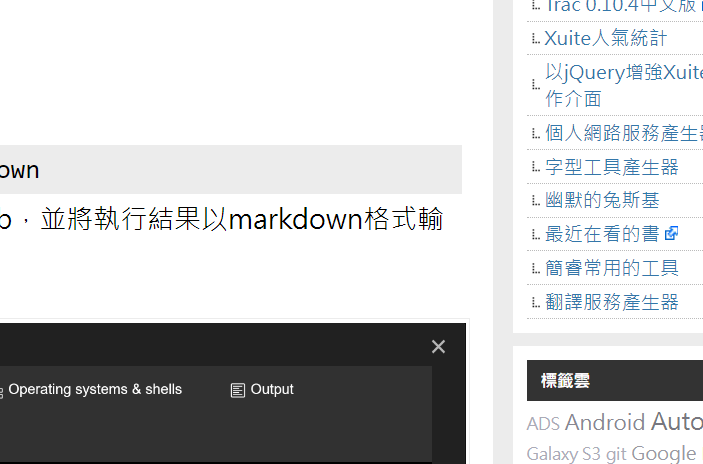 own
，並將執行結果以markdown格式輸
Operating systems & shells
Output
Trac 0.10.4中文版
Xuite人氣統計
以jQuery增強Xuite
作介面
個人網路服務產生器
字型工具產生器
幽默的兔斯基
最近在看的書
簡睿常用的工具
翻譯服務產生器
標籤雲
ADS Android Auto
Galaxy S3 git Google